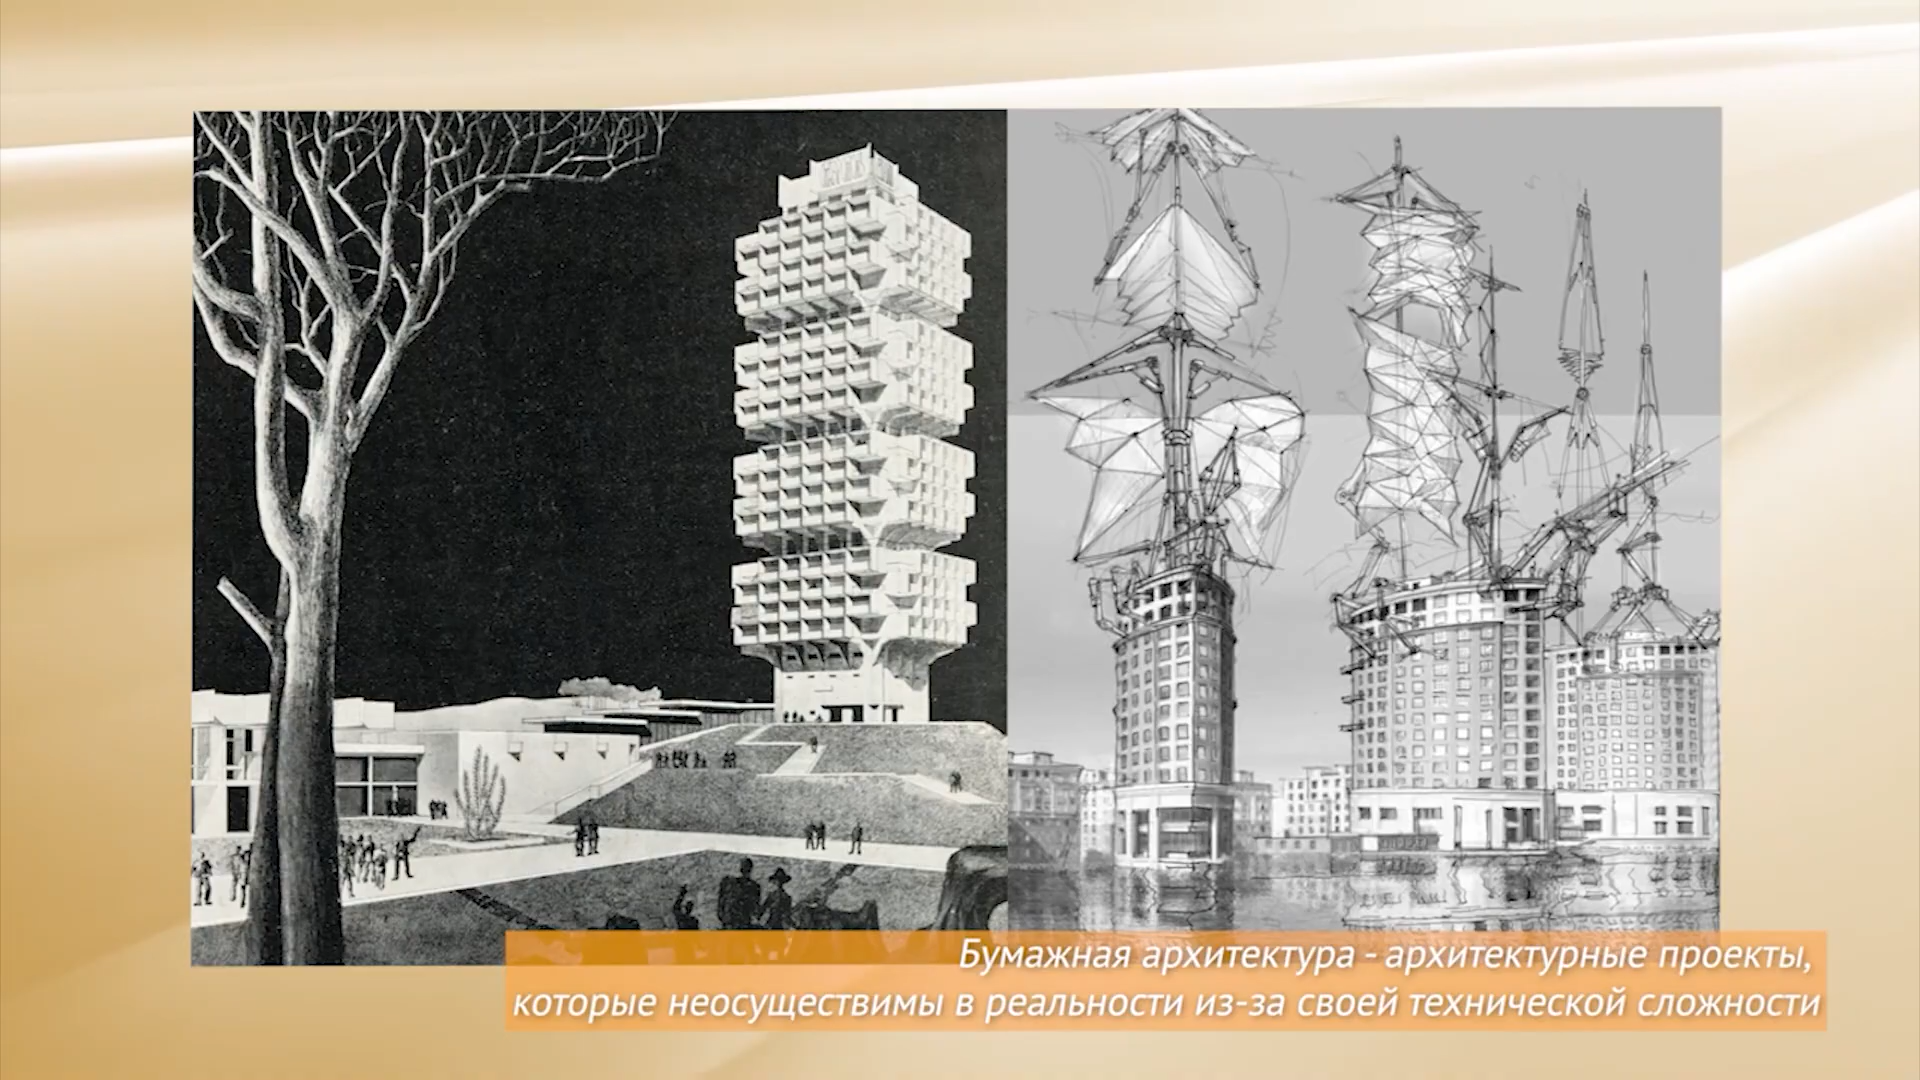 Бумажная архитектура - архитектурные проекты,
которые неосуществимы в реальности из-за своей технической сложности